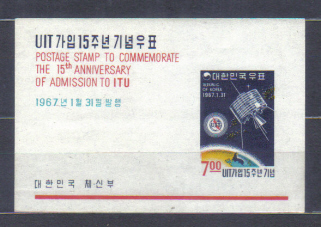 UIT가입15주년기념우표
POSTAGE STAMP TO COMMEMORATE
THE 15th ANNIVERSARY
OF ADMISSION TO ITU
1967년 1월 31일 발행
대한민국 체신부
대한민국우표
REPUBLIC OF KOREA
1967.1.31
7.00
UIT가입15주년기념